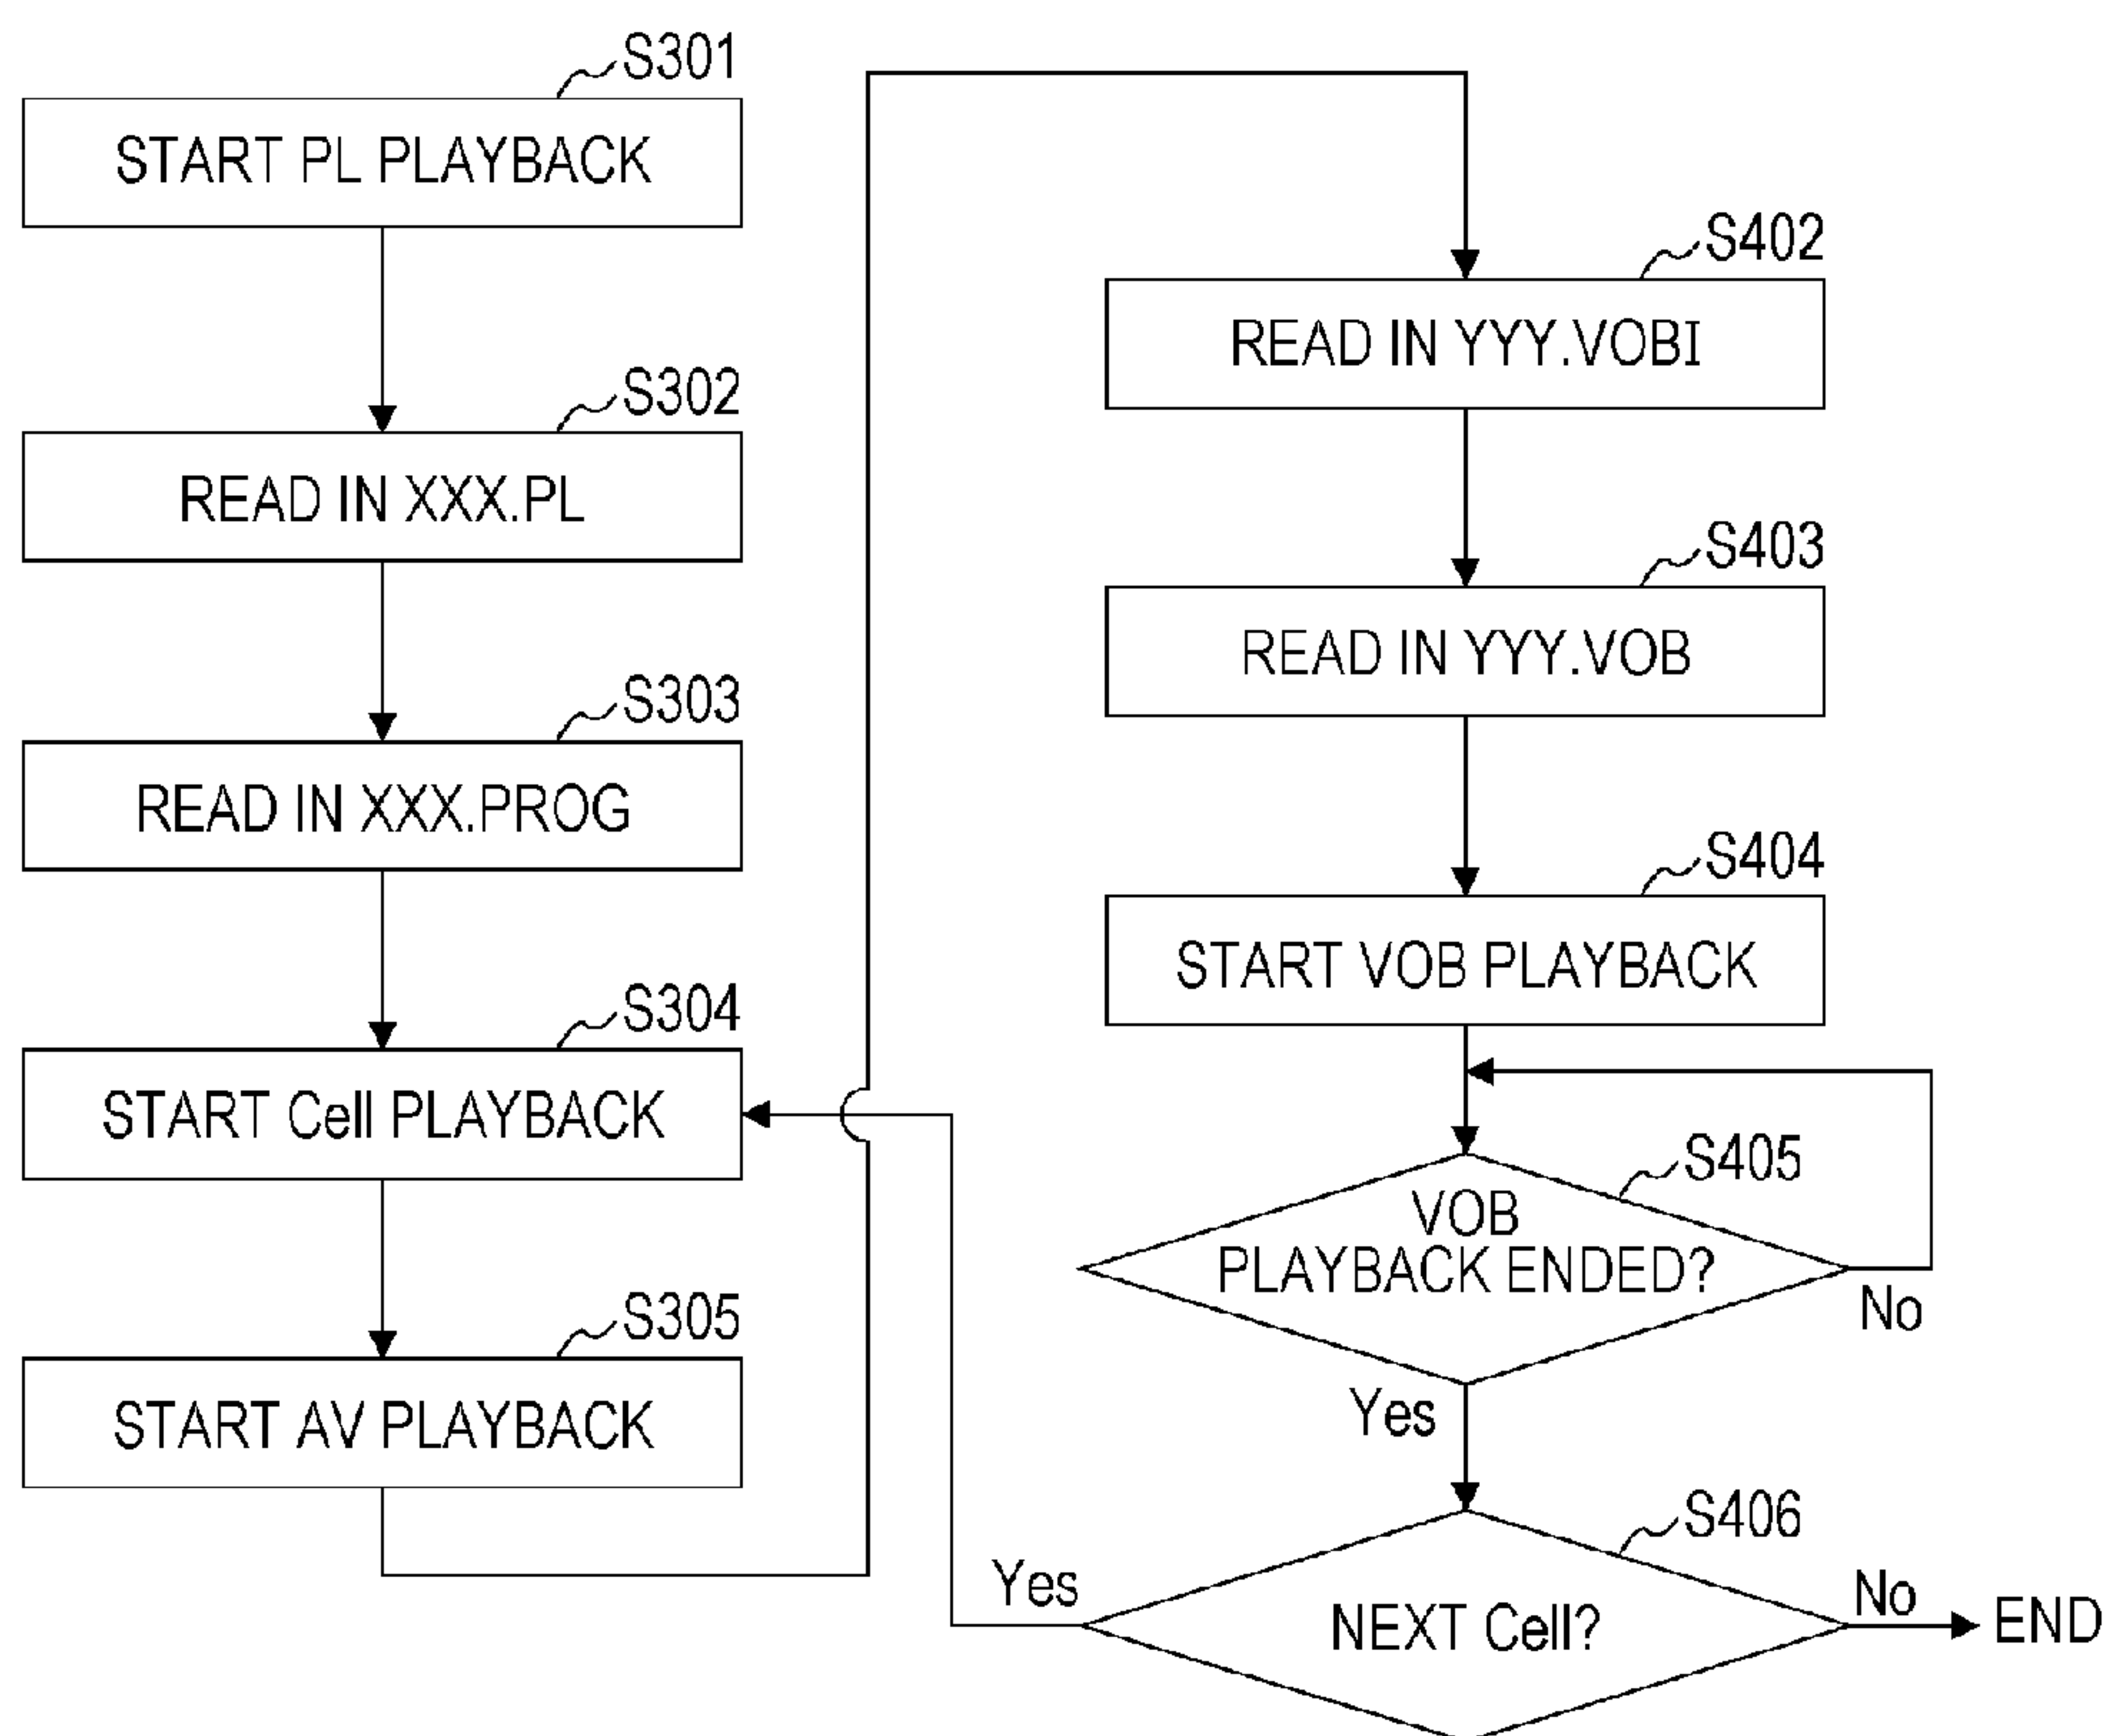 S301
START PL PLAYBACK
S302
READ IN XXX.PL
S303
READ IN XXX.PROG
S304
START Cell PLAYBACK
S305
START AV PLAYBACK
S402
READ IN YYY.VOBI
S403
READ IN YYY.VOB
S404
START VOB PLAYBACK
S405
VOB
PLAYBACK ENDED?
No
Yes
S406
NEXT Cell?
Yes
No
END